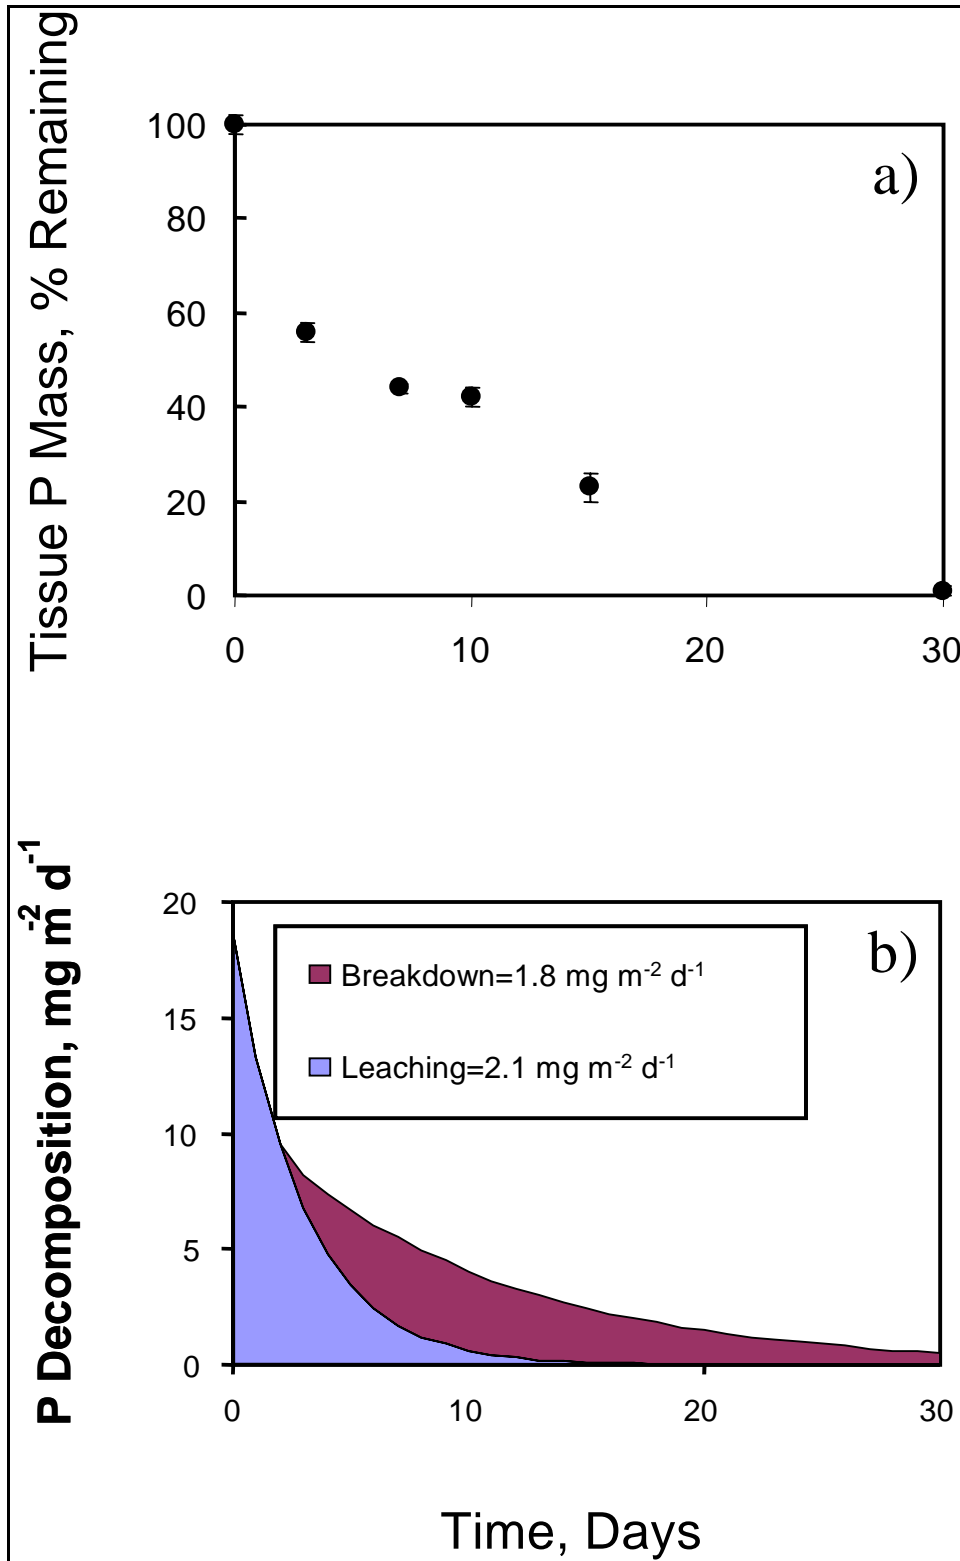 Tissue P Mass, % Remaining
100
80
60
40
20
0
0 10 20 30
a)
P Decomposition, mg m-2 d-1
20
15
10
5
0
0 10 20 30
b)
Breakdown=1.8 mg m-2 d-1
Leaching=2.1 mg m-2 d-1
Time, Days